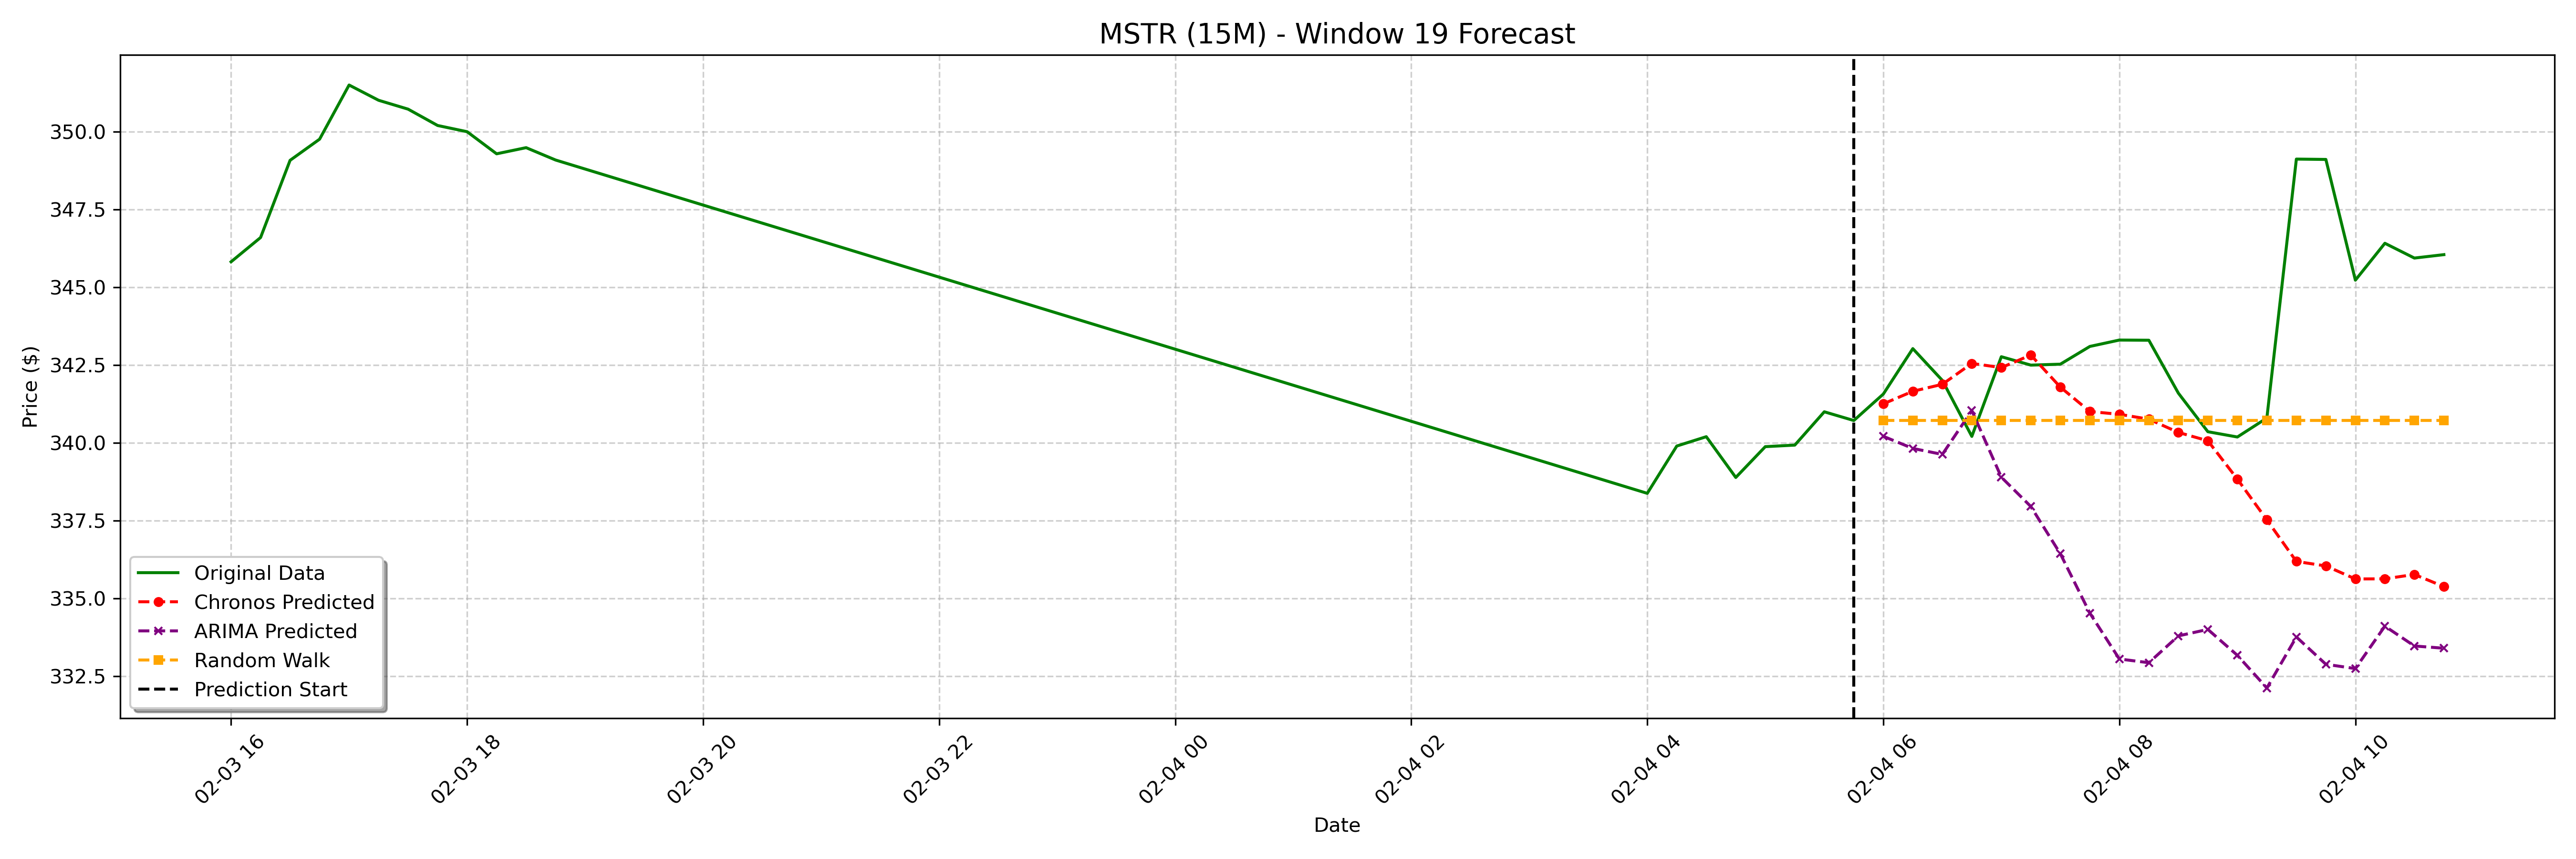 MSTR (15M) - Window 19 Forecast
Price ($)
350.0
347.5
345.0
342.5
340.0
337.5
335.0
332.5
Original Data
Chronos Predicted
ARIMA Predicted
Random Walk
Prediction Start
02-03 16
02-03 18
02-03 20
02-03 22
02-04 00
02-04 02
02-04 04
02-04 06
02-04 08
02-04 10
Date